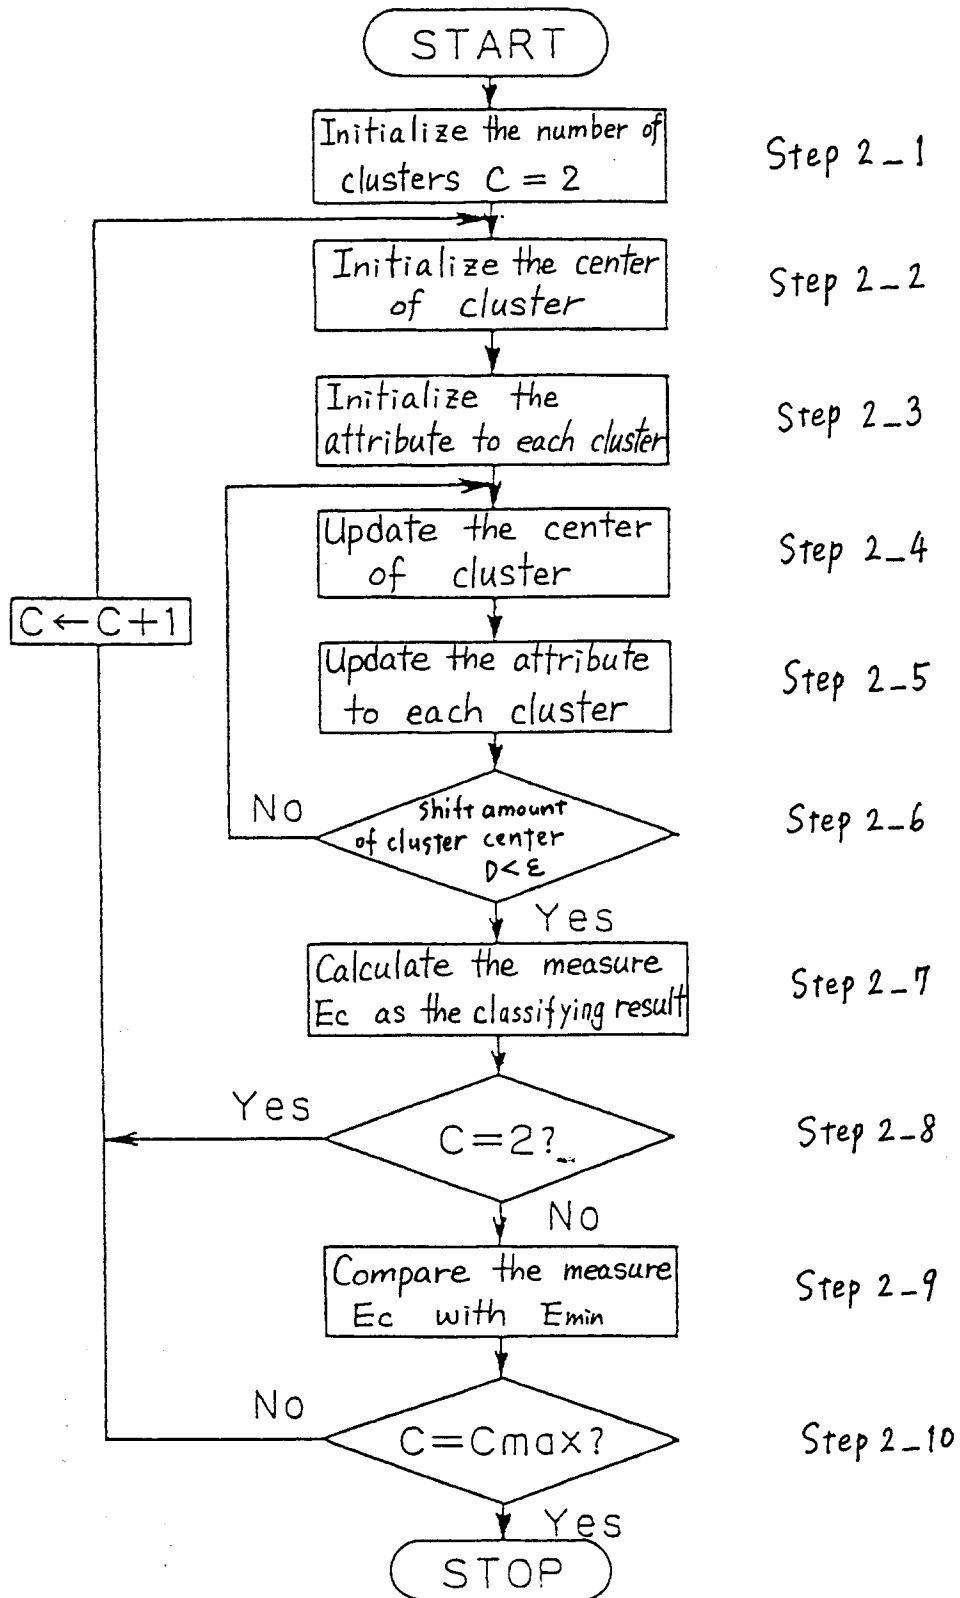 START
Initialize the number of
clusters C = 2
Step 2_1
Initialize the center
of cluster
Step 2_2
Initialize the
attribute to each cluster
Step 2_3
Update the center
of cluster
Step 2_4
C←C+1
Update the attribute
to each cluster
Step 2_5
No
Shift amount
of cluster center
D<ε
Step 2_6
Yes
Calculate the measure
Ec as the classifying result
Step 2_7
Yes
C=2?
Step 2_8
No
Compare the measure
Ec with Emin
Step 2_9
No
C=Cmax?
Step 2_10
Yes
STOP